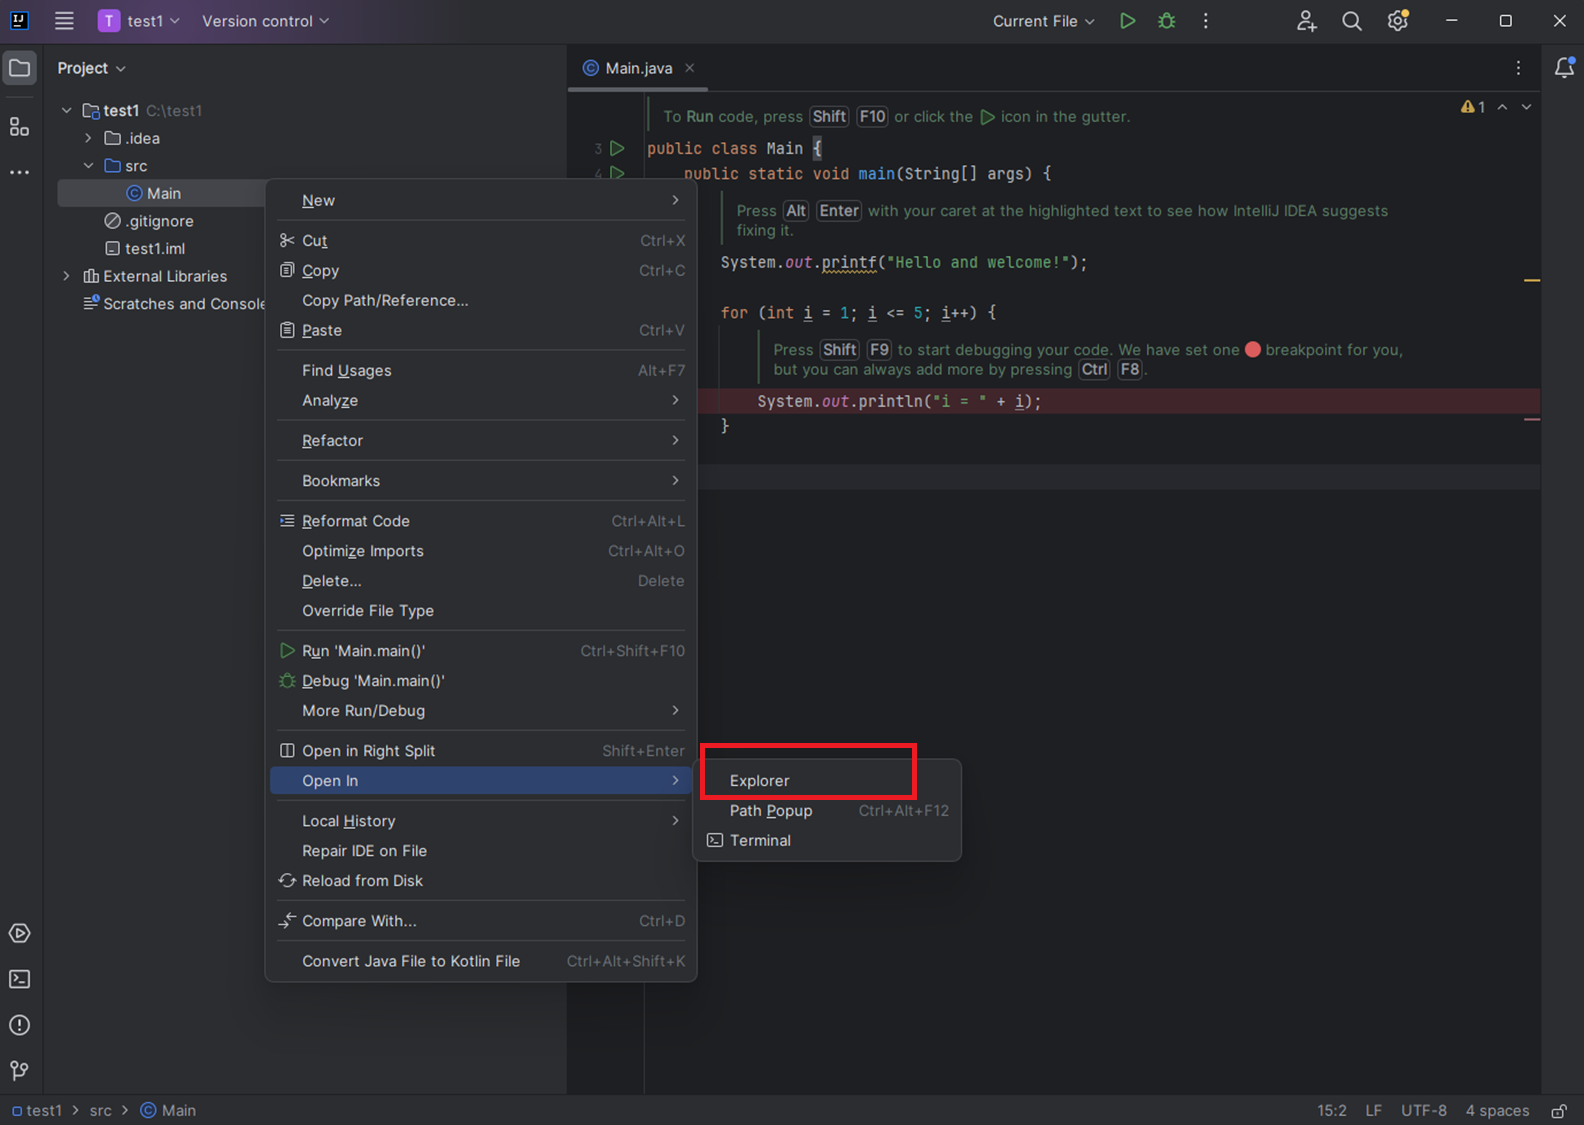 T test1 Version control Current File
Project
Main.java
test1 C:\test1
.idea
src
Main
.gitignore
test1.iml
External Libraries
Scratches and Console
To Run code, press Shift F10 or click the icon in the gutter.
1
3 public class Main {
4 public static void main(String[] args) {
Press Alt Enter with your caret at the highlighted text to see how IntelliJ IDEA suggests
fixing it.
System.out.printf("Hello and welcome!");
for (int i = 1; i <= 5; i++) {
Press Shift F9 to start debugging your code. We have set one breakpoint for you,
but you can always add more by pressing Ctrl F8.
System.out.println("i = " + i);
}
New
Cut Ctrl+X
Copy Ctrl+C
Copy Path/Reference...
Paste Ctrl+V
Find Usages Alt+F7
Analyze
Refactor
Bookmarks
Reformat Code Ctrl+Alt+L
Optimize Imports Ctrl+Alt+O
Delete... Delete
Override File Type
Run 'Main.main()' Ctrl+Shift+F10
Debug 'Main.main()'
More Run/Debug
Open in Right Split Shift+Enter
Open In
Explorer
Path Popup Ctrl+Alt+F12
Terminal
Local History
Repair IDE on File
Reload from Disk
Compare With... Ctrl+D
Convert Java File to Kotlin File Ctrl+Alt+Shift+K
test1 > src > Main
15:2 LF UTF-8 4 spaces